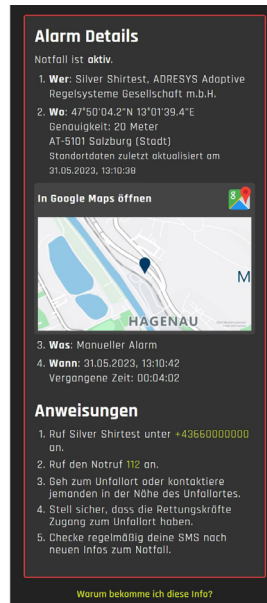 Alarm Details
Notfall ist aktiv.
1. Wer: Silver Shirtest, ADRESYS Adaptive
Regelsysteme Gesellschaft m.b.H.
2. Wo: 47°50'04.2"N 13°01'39.4"E
Genauigkeit: 20 Meter
AT-5101 Salzburg (Stadt)
Standortdaten zuletzt aktualisiert am
31.05.2023, 13:10:38
In Google Maps öffnen
M
HAGENAU
3. Was: Manueller Alarm
4. Wann: 31.05.2023, 13:10:42
Vergangene Zeit: 00:04:02
Anweisungen
1. Ruf Silver Shirtest unter +43660000000
an.
2. Ruf den Notruf 112 an.
3. Geh zum Unfallort oder kontaktiere
jemanden in der Nähe des Unfallortes.
4. Stell sicher, dass die Rettungskräfte
Zugang zum Unfallort haben.
5. Checke regelmäßig deine SMS nach
neuen Infos zum Notfall.
Warum bekomme ich diese Info?